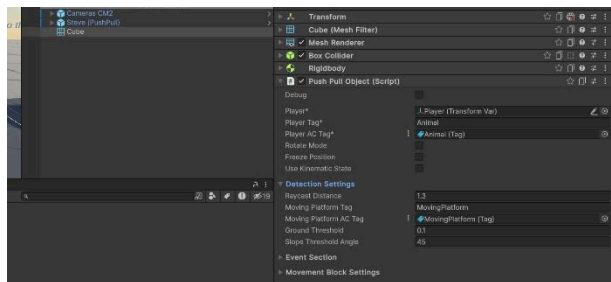 Cameras CM2
Steve (PushPull)
Cube
Transform
Cube (Mesh Filter)
Mesh Renderer
Box Collider
Rigidbody
Push Pull Object (Script)
Debug
Player* Player (Transform Var)
Player Tag* Animal
Player AC Tag* Animal (Tag)
Rotate Mode
Freeze Position
Use Kinematic State
Detection Settings
Raycast Distance 1.3
Moving Platform Tag MovingPlatform
Moving Platform AC Tag MovingPlatform (Tag)
Ground Threshold 0.1
Slope Threshold Angle 45
Event Section
Movement Block Settings